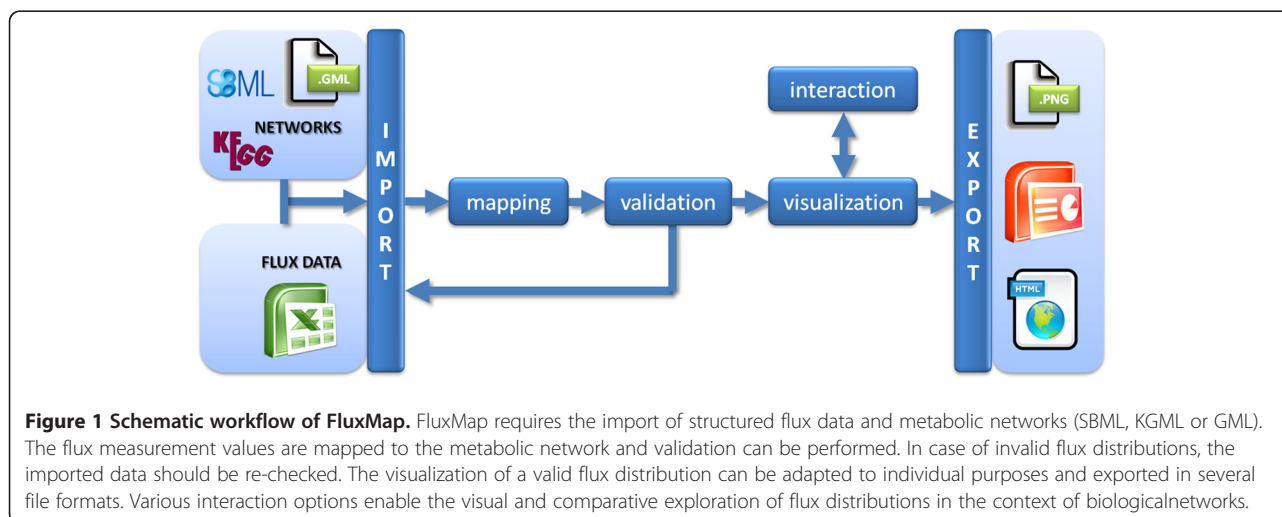 SBML
.GML
NETWORKS
KEGG
FLUX DATA
IMPORT
mapping
validation
visualization
interaction
EXPORT
.PNG
HTML
Figure 1 Schematic workflow of FluxMap. FluxMap requires the import of structured flux data and metabolic networks (SBML, KGML or GML).
The flux measurement values are mapped to the metabolic network and validation can be performed. In case of invalid flux distributions, the
imported data should be re-checked. The visualization of a valid flux distribution can be adapted to individual purposes and exported in several
file formats. Various interaction options enable the visual and comparative exploration of flux distributions in the context of biologicalnetworks.